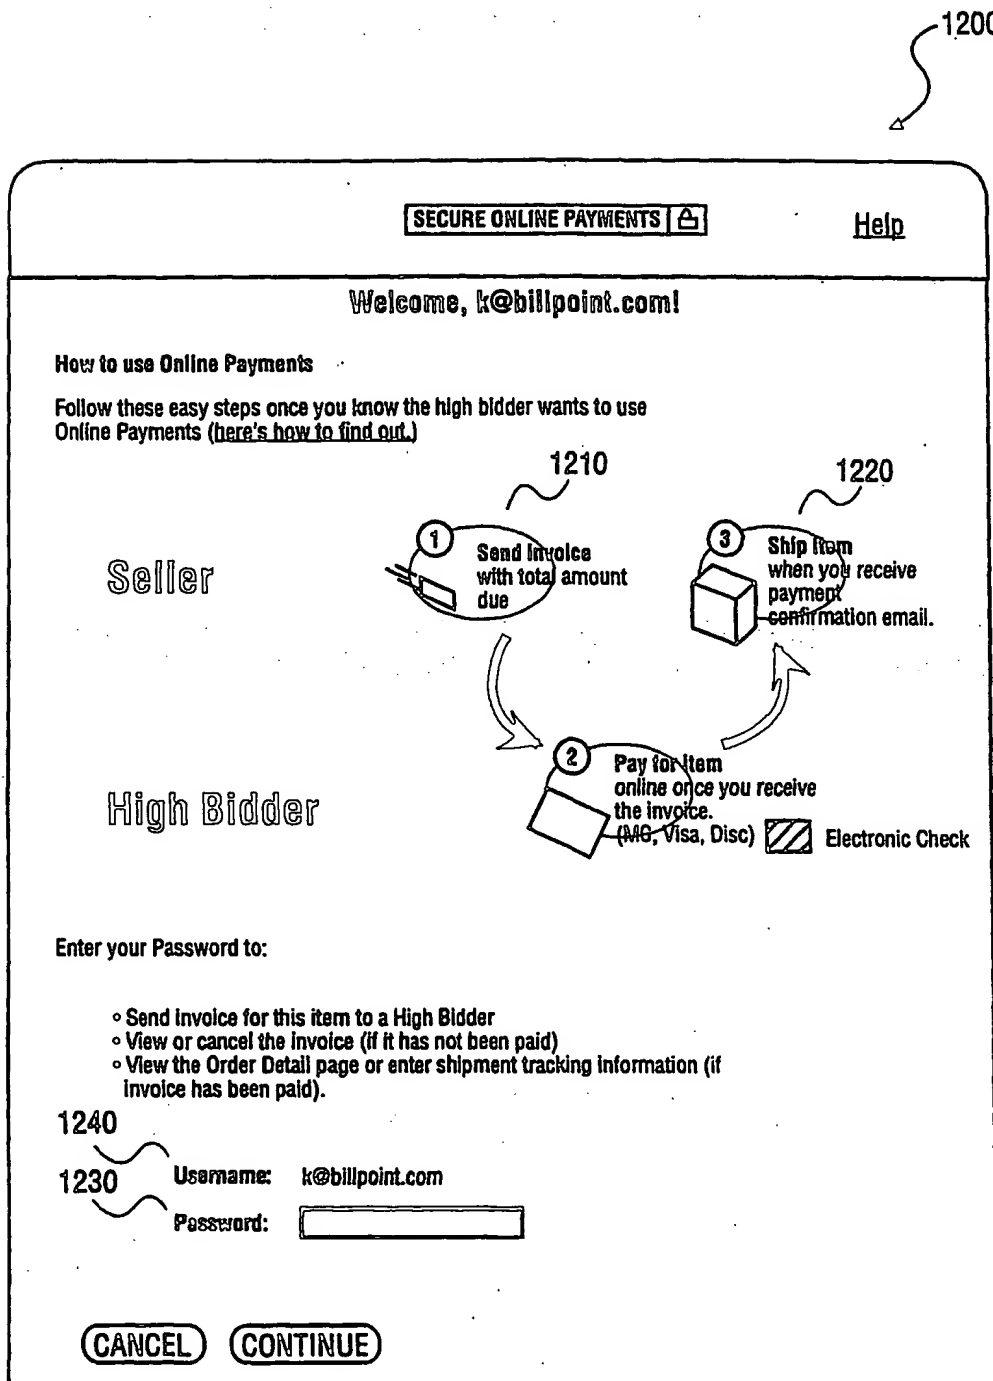 1200
SECURE ONLINE PAYMENTS
Help
Welcome, k@billpoint.com!
How to use Online Payments
Follow these easy steps once you know the high bidder wants to use
Online Payments (here's how to find out.)
1210
1220
Seller
1
Send Invoice
with total amount
due
3
Ship Item
when you receive
payment
confirmation email.
High Bidder
2
Pay for Item
online once you receive
the invoice.
(MC, Visa, Disc)
Electronic Check
Enter your Password to:
◦ Send invoice for this item to a High Bidder
◦ View or cancel the invoice (if it has not been paid)
◦ View the Order Detail page or enter shipment tracking information (if
invoice has been paid).
1240
Username: k@billpoint.com
1230
Password:
CANCEL CONTINUE